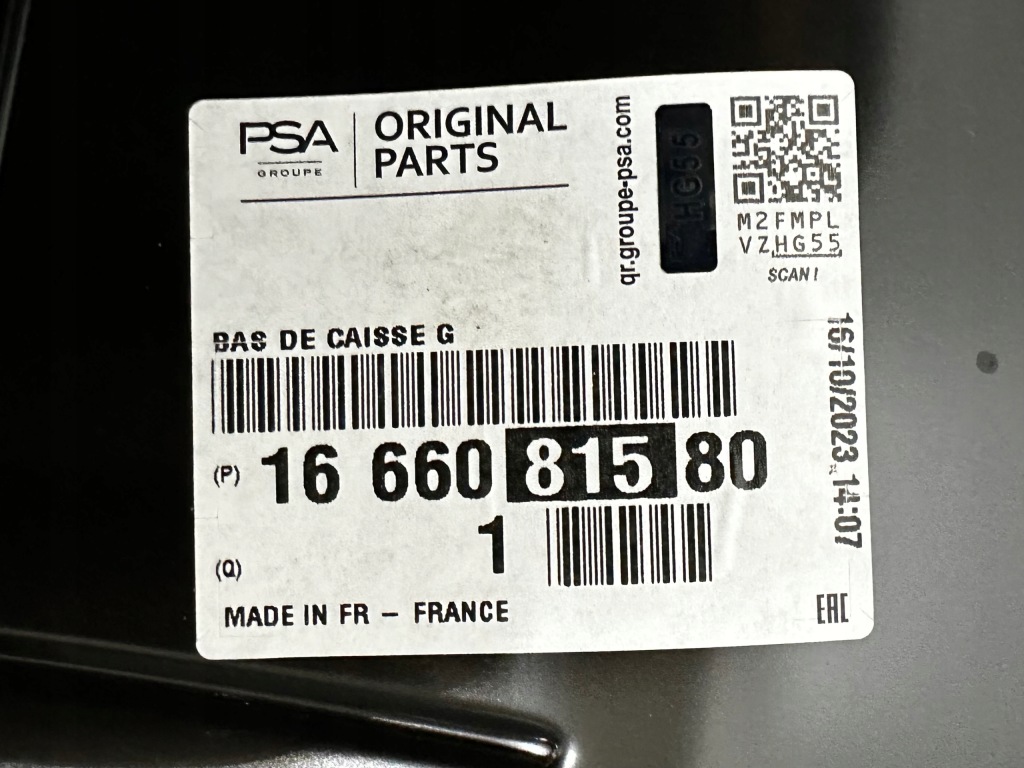 PSA
GROUPE
ORIGINAL
PARTS
qr.groupe-psa.com
HG55
M2FMPL
VZHG55
SCAN!
BAS DE CAISSE G
(P) 16 660 815 80
(Q) 1
16/10/2023 14:07
MADE IN FR – FRANCE
EAC